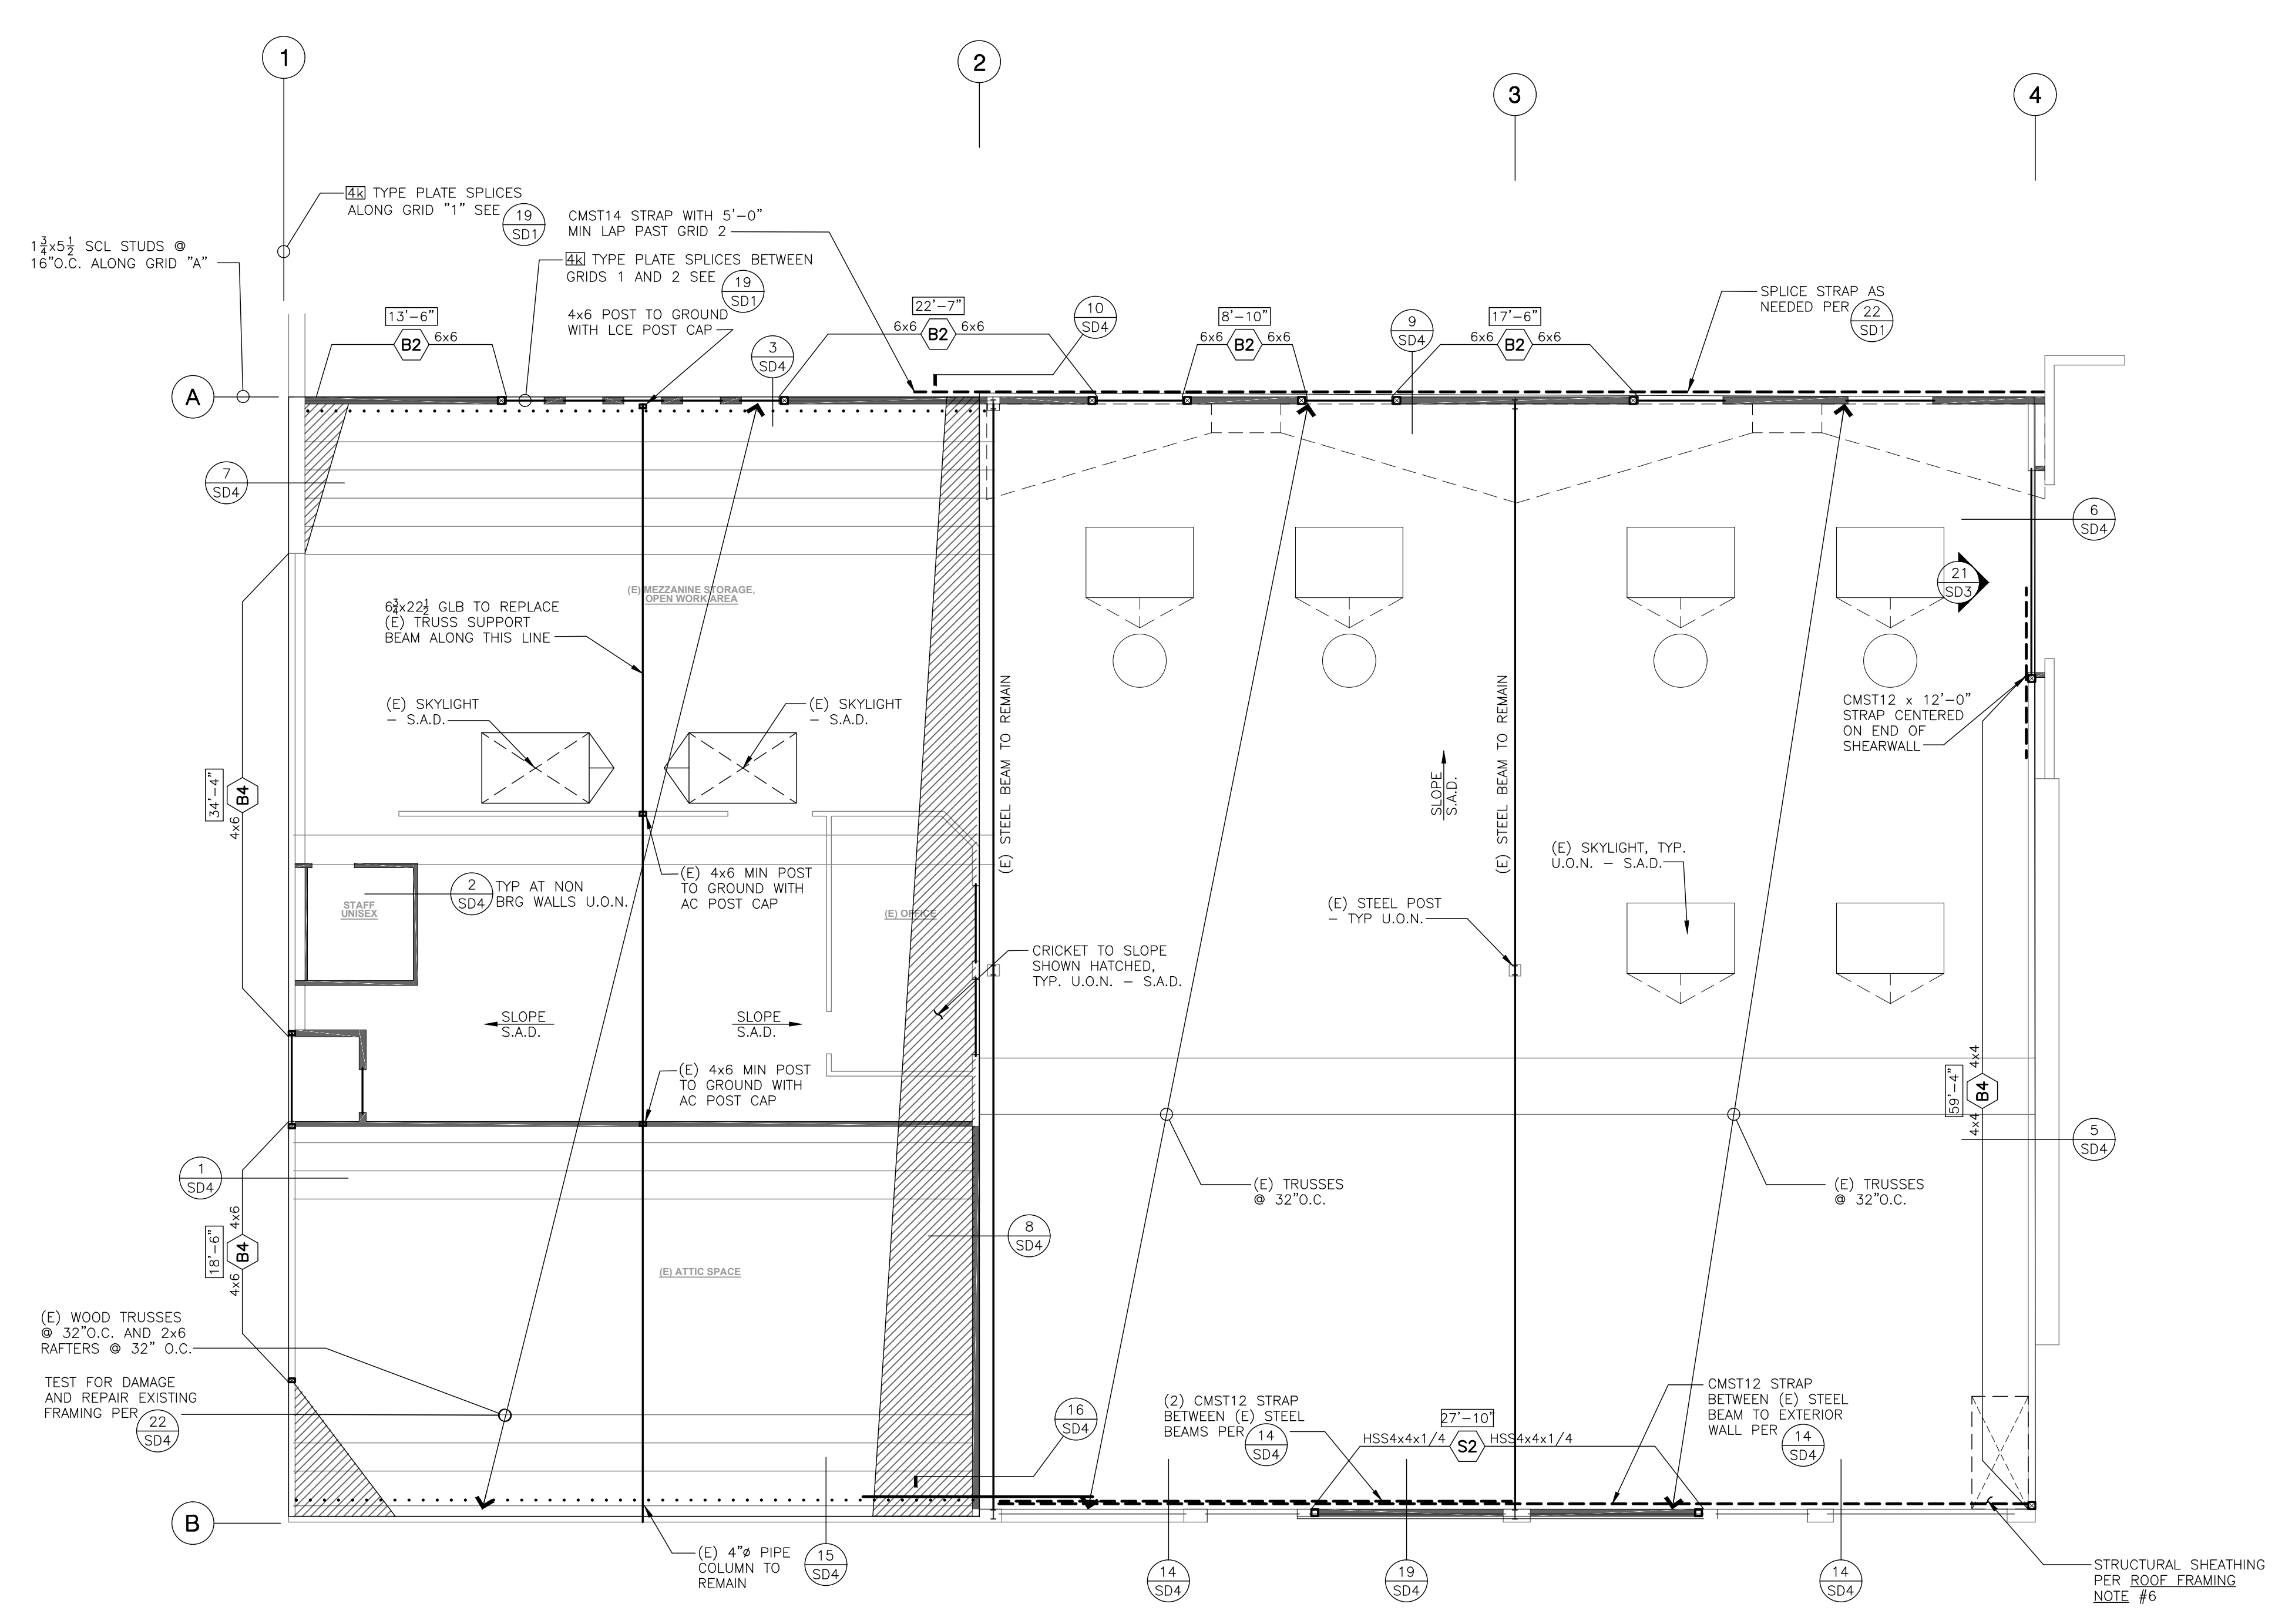 1
2
3
4
4k TYPE PLATE SPLICES
ALONG GRID "1" SEE
19
SD1
CMST14 STRAP WITH 5'-0"
MIN LAP PAST GRID 2
1 3/4x5 1/2 SCL STUDS @
16"O.C. ALONG GRID "A"
4k TYPE PLATE SPLICES BETWEEN
GRIDS 1 AND 2 SEE
19
SD1
4x6 POST TO GROUND
WITH LCE POST CAP
SPLICE STRAP AS
NEEDED PER
22
SD1
13'-6"
B2 6x6
3
SD4
22'-7"
6x6 B2 6x6
10
SD4
8'-10"
6x6 B2 6x6
9
SD4
17'-6"
6x6 B2 6x6
A
7
SD4
6
SD4
21
SD3
(E) MEZZANINE STORAGE,
OPEN WORK AREA
6 3/4x22 1/2 GLB TO REPLACE
(E) TRUSS SUPPORT
BEAM ALONG THIS LINE
(E) SKYLIGHT
- S.A.D.
(E) SKYLIGHT
- S.A.D.
(E) STEEL BEAM TO REMAIN
(E) STEEL BEAM TO REMAIN
SLOPE
S.A.D.
CMST12 x 12'-0"
STRAP CENTERED
ON END OF
SHEARWALL
34'-4"
B4
4x6
(E) 4x6 MIN POST
TO GROUND WITH
AC POST CAP
2
SD4
TYP AT NON
BRG WALLS U.O.N.
STAFF
UNISEX
(E) OFFICE
(E) SKYLIGHT, TYP.
U.O.N. - S.A.D.
(E) STEEL POST
- TYP U.O.N.
CRICKET TO SLOPE
SHOWN HATCHED,
TYP. U.O.N. - S.A.D.
SLOPE
S.A.D.
SLOPE
S.A.D.
(E) 4x6 MIN POST
TO GROUND WITH
AC POST CAP
59'-4"
4x4 B4 4x4
5
SD4
1
SD4
(E) TRUSSES
@ 32"O.C.
(E) TRUSSES
@ 32"O.C.
18'-6"
4x6 B4 4x6
8
SD4
(E) ATTIC SPACE
(E) WOOD TRUSSES
@ 32"O.C. AND 2x6
RAFTERS @ 32" O.C.
TEST FOR DAMAGE
AND REPAIR EXISTING
FRAMING PER
22
SD4
16
SD4
(2) CMST12 STRAP
BETWEEN (E) STEEL
BEAMS PER
14
SD4
27'-10"
HSS4x4x1/4 S2 HSS4x4x1/4
CMST12 STRAP
BETWEEN (E) STEEL
BEAM TO EXTERIOR
WALL PER
14
SD4
B
(E) 4"ø PIPE
COLUMN TO
REMAIN
15
SD4
14
SD4
19
SD4
14
SD4
STRUCTURAL SHEATHING
PER ROOF FRAMING
NOTE #6